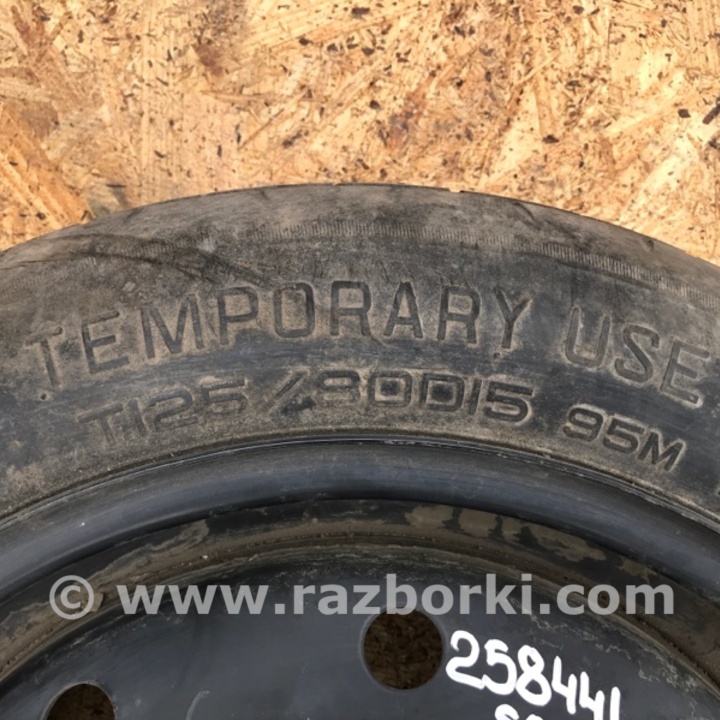 TEMPORARY USE
T125/80D15 95M
© www.razborki.com
258441